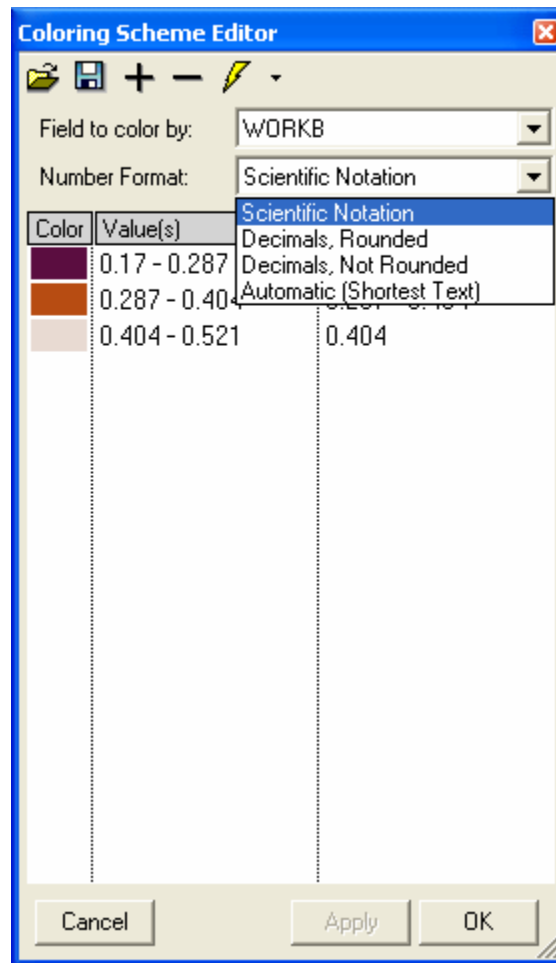 Coloring Scheme Editor
Field to color by: WORKB
Number Format: Scientific Notation
Scientific Notation
Decimals, Rounded
Decimals, Not Rounded
Automatic (Shortest Text)
Color Value(s)
0.17 - 0.287
0.287 - 0.404
0.404 - 0.521 0.404
Cancel Apply OK